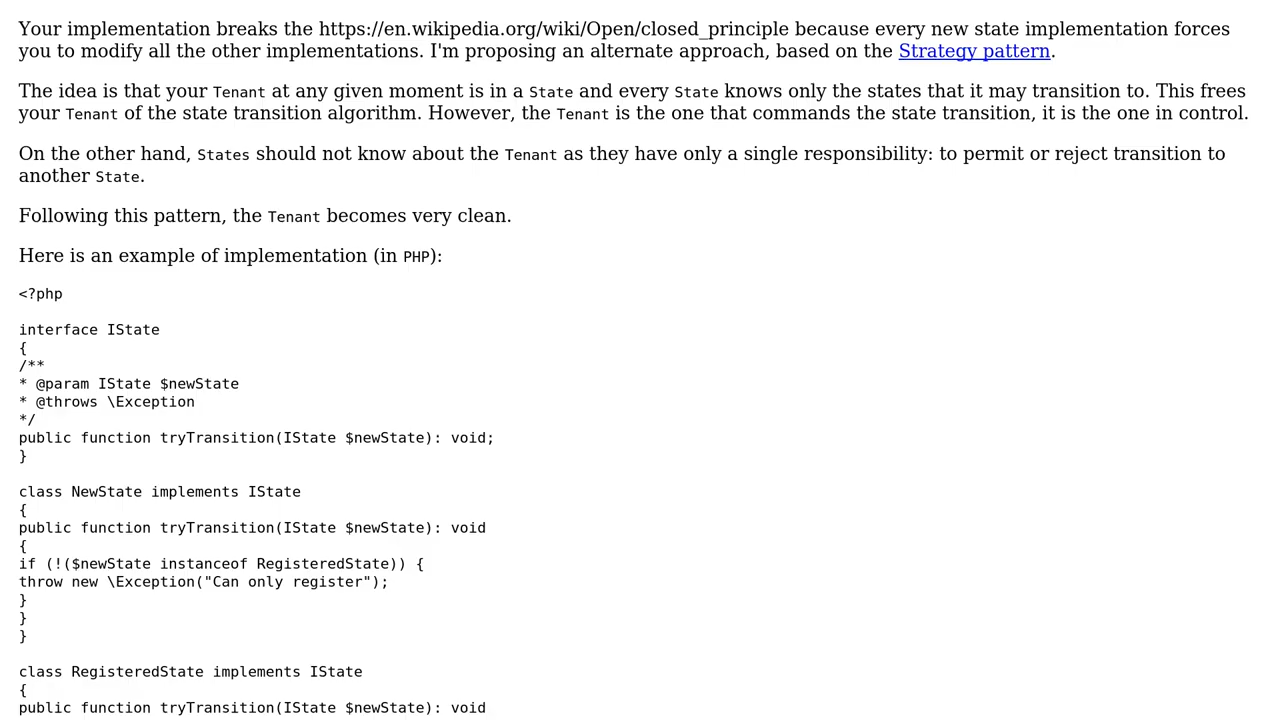 Your implementation breaks the https://en.wikipedia.org/wiki/Open/closed_principle because every new state implementation forces
you to modify all the other implementations. I'm proposing an alternate approach, based on the Strategy pattern.
The idea is that your Tenant at any given moment is in a State and every State knows only the states that it may transition to. This frees
your Tenant of the state transition algorithm. However, the Tenant is the one that commands the state transition, it is the one in control.
On the other hand, States should not know about the Tenant as they have only a single responsibility: to permit or reject transition to
another State.
Following this pattern, the Tenant becomes very clean.
Here is an example of implementation (in PHP):
<?php
interface IState
{
/**
* @param IState $newState
* @throws \Exception
*/
public function tryTransition(IState $newState): void;
}
class NewState implements IState
{
public function tryTransition(IState $newState): void
{
if (!($newState instanceof RegisteredState)) {
throw new \Exception("Can only register");
}
}
}
class RegisteredState implements IState
{
public function tryTransition(IState $newState): void